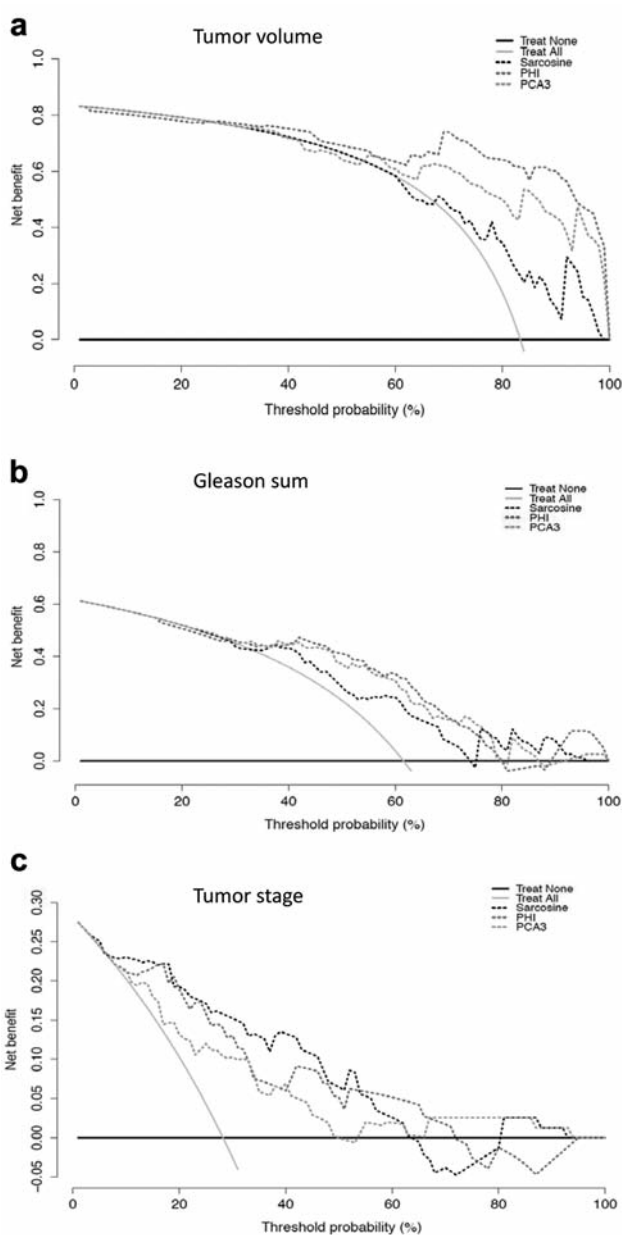 a
Tumor volume
Treat None
Treat All
Sarcosine
PHI
PCA3
Net benefit
0.0 0.2 0.4 0.6 0.8 1.0
0 20 40 60 80 100
Threshold probability (%)
b
Gleason sum
Treat None
Treat All
Sarcosine
PHI
PCA3
Net benefit
0.0 0.2 0.4 0.6 0.8 1.0
0 20 40 60 80 100
Threshold probability (%)
c
Tumor stage
Treat None
Treat All
Sarcosine
PHI
PCA3
Net benefit
−0.05 0.00 0.05 0.10 0.15 0.20 0.25 0.30
0 20 40 60 80 100
Threshold probability (%)